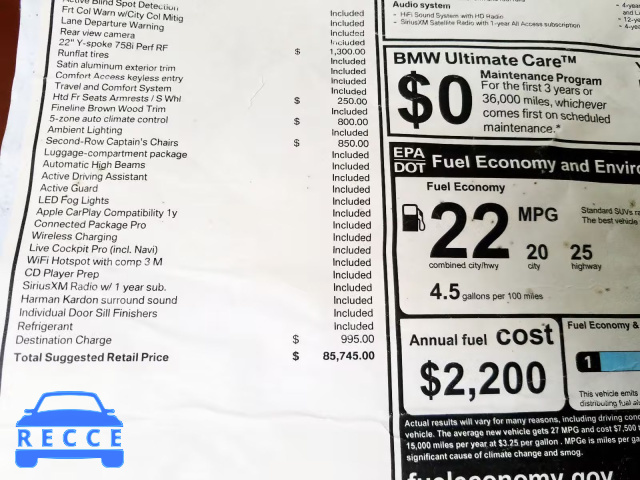 Active Blind Spot Detection
Frt Col Warn w/City Col Mitig Included
Lane Departure Warning Included
Rear view camera Included
22" Y-spoke 758i Perf RF $ 1,300.00
Runflat tires Included
Satin aluminum exterior trim Included
Comfort Access keyless entry Included
Travel and Comfort System Included
Htd Fr Seats Armrests / S Whl $ 250.00
Fineline Brown Wood Trim Included
5-zone auto climate control $ 800.00
Ambient Lighting Included
Second-Row Captain's Chairs $ 850.00
Luggage-compartment package Included
Automatic High Beams Included
Active Driving Assistant Included
Active Guard Included
LED Fog Lights Included
Apple CarPlay Compatibility 1y Included
Connected Package Pro Included
Wireless Charging Included
Live Cockpit Pro (incl. Navi) Included
WiFi Hotspot with comp 3 M Included
CD Player Prep Included
SiriusXM Radio w/ 1 year sub. Included
Harman Kardon surround sound Included
Individual Door Sill Finishers Included
Refrigerant Included
Destination Charge $ 995.00
Total Suggested Retail Price $ 85,745.00
RECCE
Audio system
- HiFi Sound System with HD Radio
- SiriusXM Satellite Radio with 1-year All Access subscription
- 4-year
and
- 12-y
- 4-yea
BMW Ultimate Care™
$0
Maintenance Program
For the first 3 years or
36,000 miles, whichever
comes first on scheduled
maintenance.*
EPA
DOT
Fuel Economy and Enviro
Fuel Economy
22
MPG
Standard SUVs ra
The best vehicle
combined city/hwy
20
city
25
highway
4.5 gallons per 100 miles
Annual fuel cost
$2,200
Fuel Economy &
1
This vehicle emits
distributing fuel al
Actual results will vary for many reasons, including driving cond
vehicle. The average new vehicle gets 27 MPG and cost $7,500
15,000 miles per year at $3.25 per gallon . MPGe is miles per ga
significant cause of climate change and smog.
fueleconomy.gov